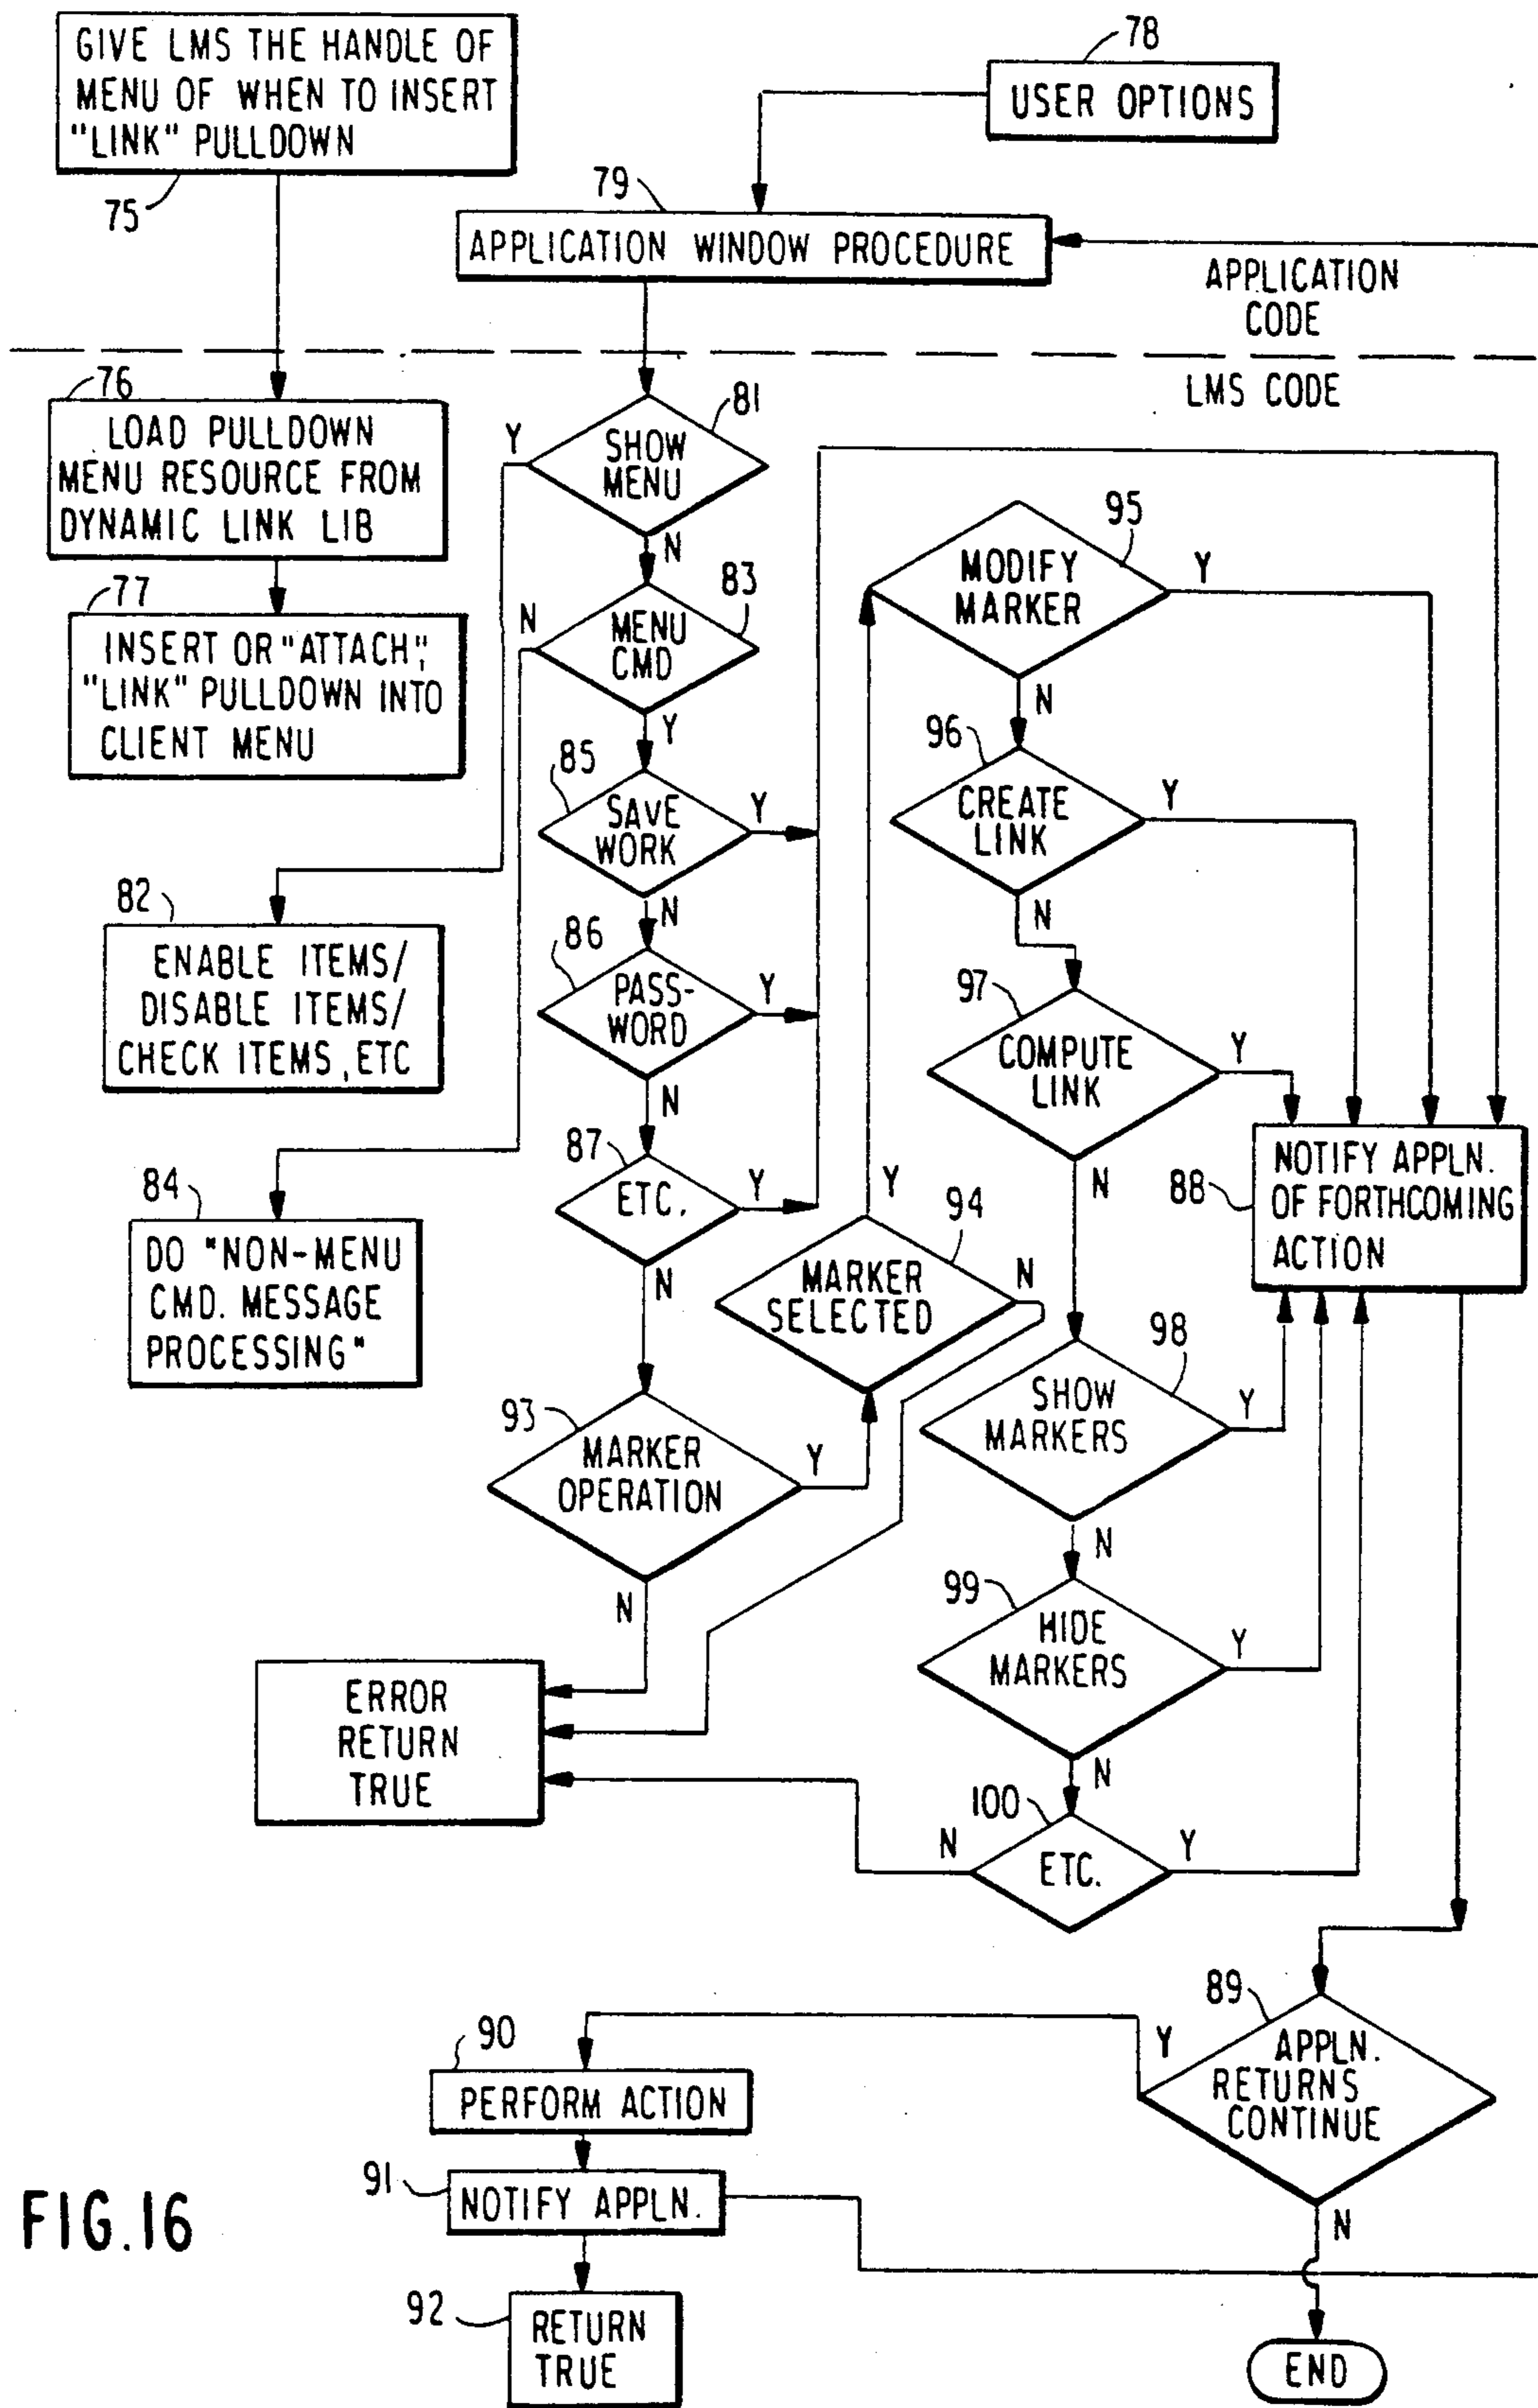 GIVE LMS THE HANDLE OF
MENU OF WHEN TO INSERT
"LINK" PULLDOWN
75
78
USER OPTIONS
79
APPLICATION WINDOW PROCEDURE
APPLICATION
CODE
LMS CODE
76
LOAD PULLDOWN
MENU RESOURCE FROM
DYNAMIC LINK LIB
77
INSERT OR "ATTACH",
"LINK" PULLDOWN INTO
CLIENT MENU
81
Y
SHOW
MENU
N
83
N
MENU
CMD
Y
85
SAVE
WORK
Y
N
82
ENABLE ITEMS/
DISABLE ITEMS/
CHECK ITEMS, ETC
86
PASS-
WORD
Y
N
87
ETC.
Y
N
84
DO "NON-MENU
CMD. MESSAGE
PROCESSING"
93
MARKER
OPERATION
Y
N
94
Y
MARKER
SELECTED
N
95
MODIFY
MARKER
Y
N
96
CREATE
LINK
Y
N
97
COMPUTE
LINK
Y
N
88
NOTIFY APPLN.
OF FORTHCOMING
ACTION
98
SHOW
MARKERS
Y
N
99
HIDE
MARKERS
Y
N
100
ETC.
N
Y
ERROR
RETURN
TRUE
89
APPLN.
RETURNS
CONTINUE
Y
N
90
PERFORM ACTION
91
NOTIFY APPLN.
92
RETURN
TRUE
END
FIG.16